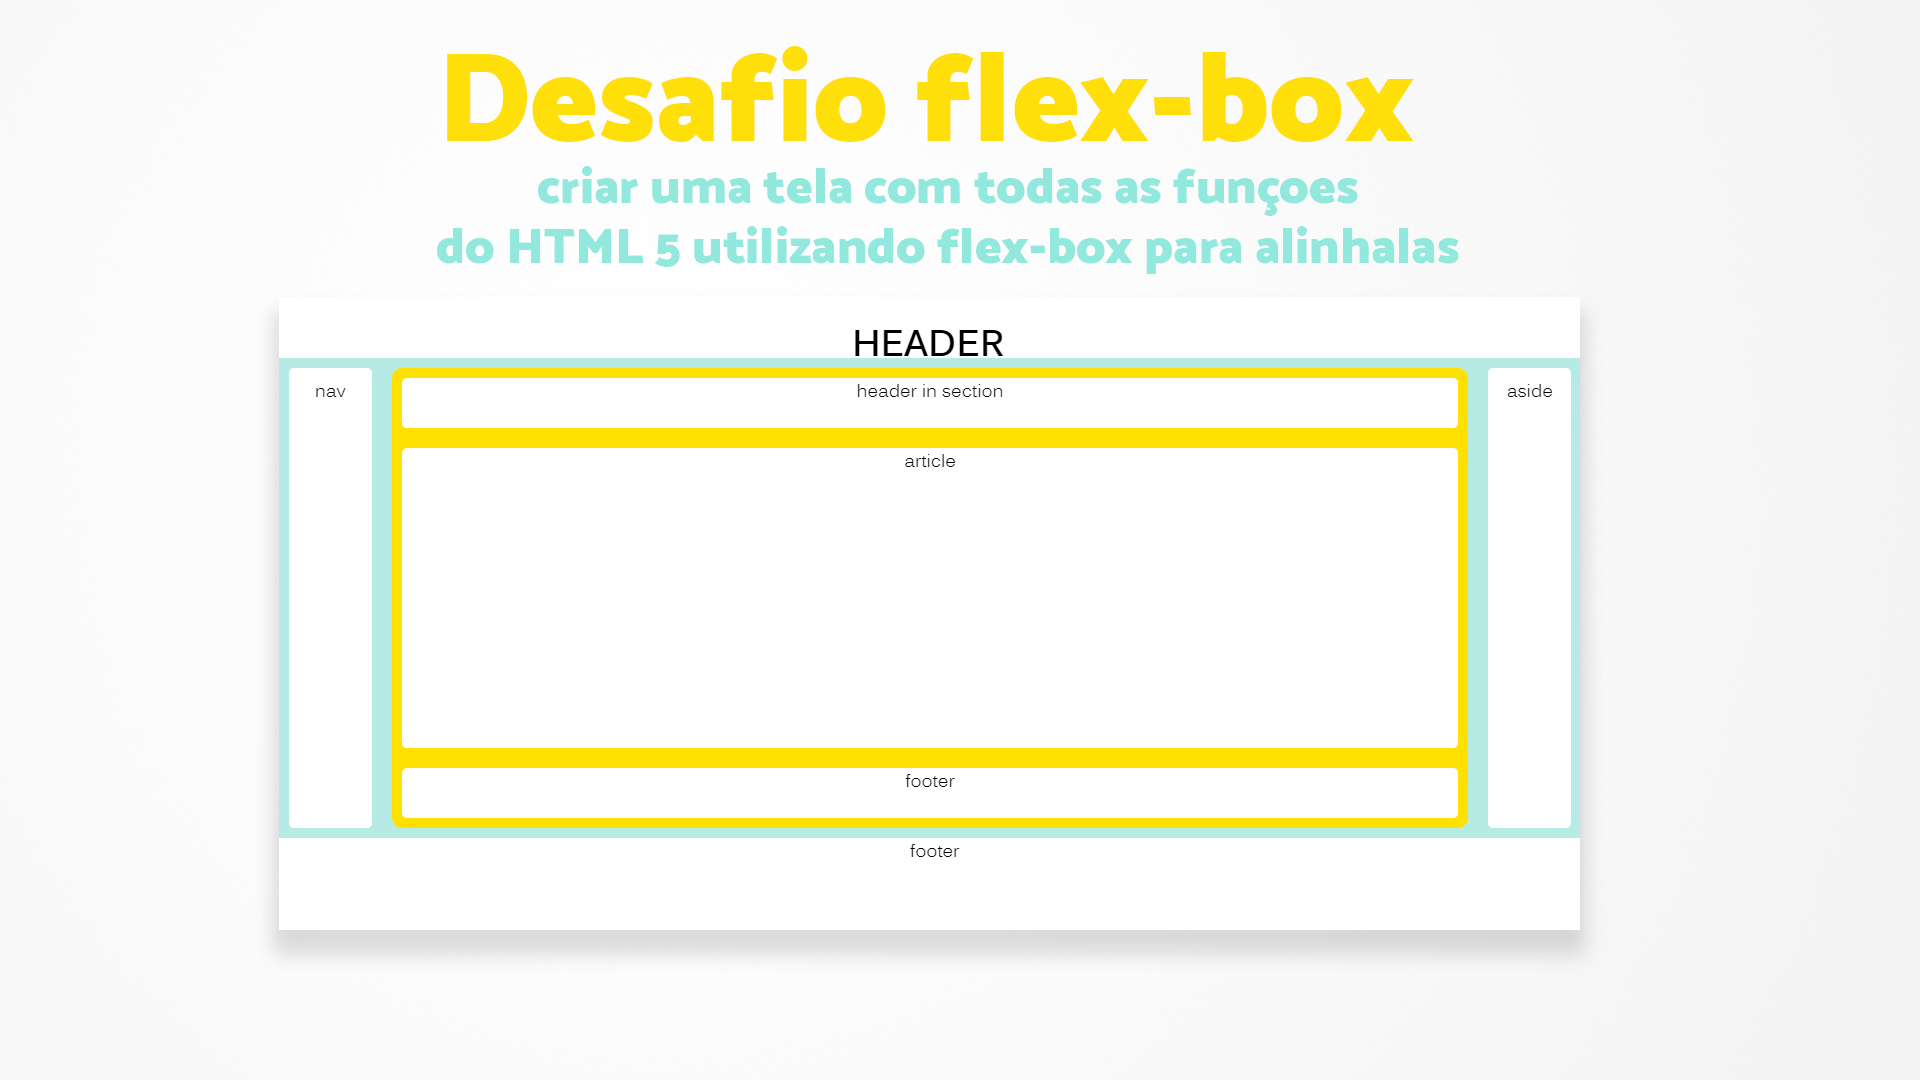 Desafio flex-box
criar uma tela com todas as funçoes
do HTML 5 utilizando flex-box para alinhalas
HEADER
nav
header in section
aside
article
footer
footer